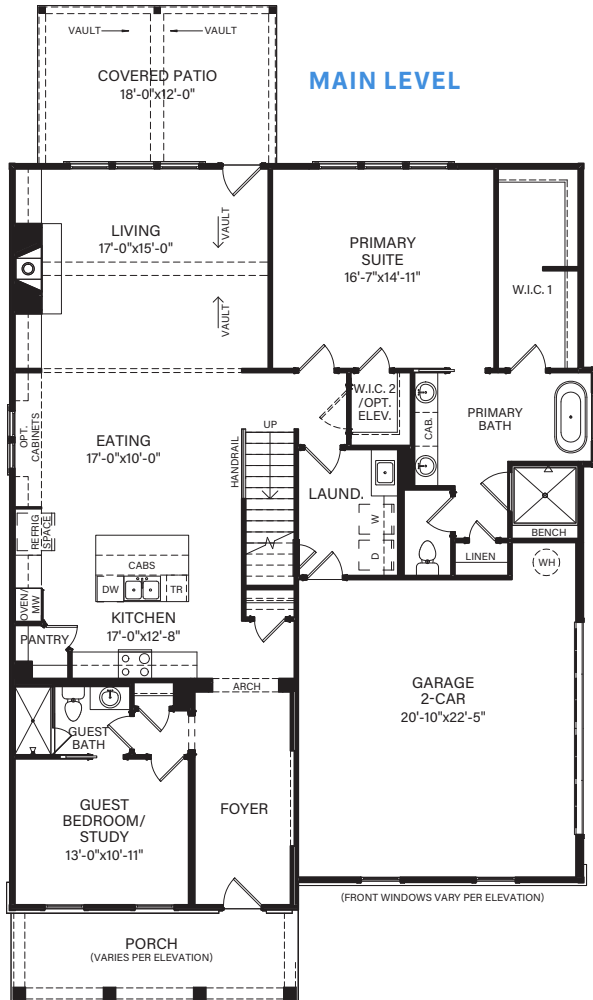 VAULT
VAULT
COVERED PATIO
18'-0"x12'-0"
MAIN LEVEL
LIVING
17'-0"x15'-0"
VAULT
VAULT
PRIMARY
SUITE
16'-7"x14'-11"
W.I.C. 1
W.I.C. 2
/OPT.
ELEV.
CAB.
PRIMARY
BATH
OPT.
CABINETS
EATING
17'-0"x10'-0"
UP
HANDRAIL
LAUND.
W
D
BENCH
LINEN
WH
REFRIG
SPACE
CABS
DW
TR
OVEN/
MW
KITCHEN
17'-0"x12'-8"
PANTRY
ARCH
GARAGE
2-CAR
20'-10"x22'-5"
GUEST
BATH
GUEST
BEDROOM/
STUDY
13'-0"x10'-11"
FOYER
(FRONT WINDOWS VARY PER ELEVATION)
PORCH
(VARIES PER ELEVATION)